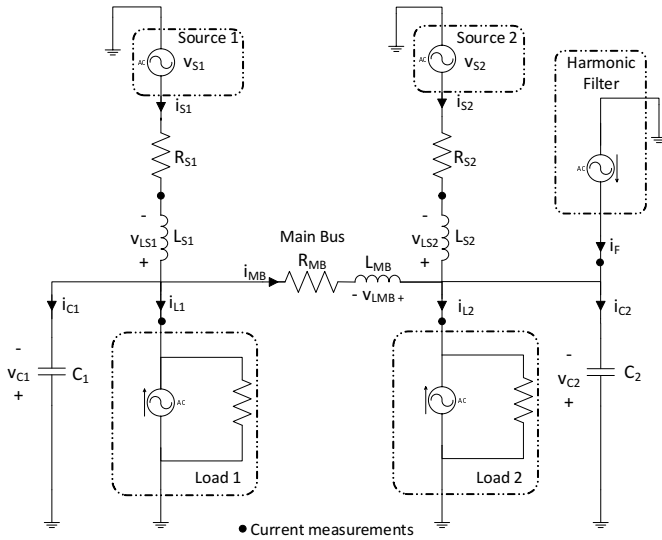 Source 1
AC
vS1
iS1
RS1
-
vLS1
LS1
+
Source 2
AC
vS2
iS2
RS2
-
vLS2
LS2
+
Harmonic
Filter
AC
iF
Main Bus
iMB
RMB
LMB
- vLMB +
iC1
iL1
iL2
iC2
-
vC1
C1
+
AC
Load 1
AC
Load 2
-
vC2
C2
+
Current measurements